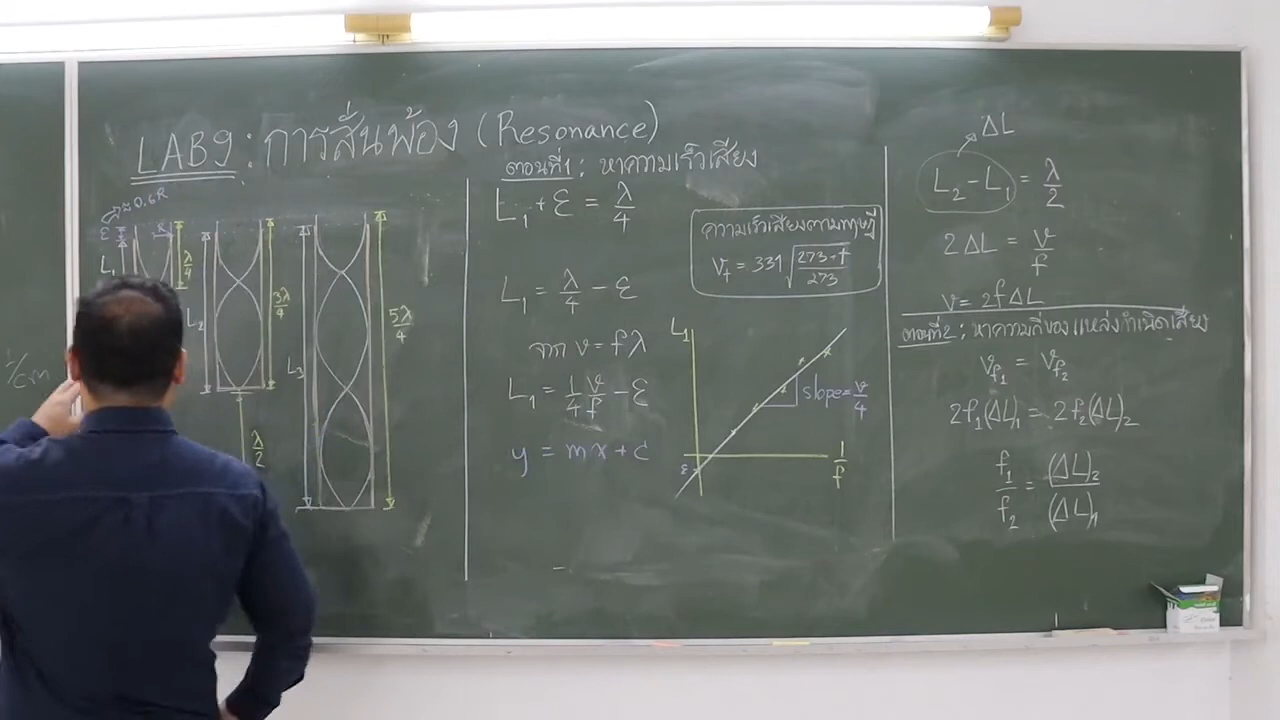 LAB9 : การสั่นพ้อง (Resonance)
ε ≈ 0.6R
ε
R
L₁
λ/4
L₂
3λ/4
λ/2
L₃
5λ/4
/cm
ตอนที่1 : หาความเร็วเสียง
L₁ + ε = λ/4
L₁ = λ/4 - ε
จาก v = fλ
L₁ = 1/4 v/f - ε
y = mx + c
ความเร็วเสียงตามทฤษฎี
vₜ = 331 √(273+t/273)
L₁
slope = v/4
1/f
ε
ΔL
L₂ - L₁ = λ/2
2ΔL = v/f
v = 2fΔL
ตอนที่2 : หาความถี่ของแหล่งกำเนิดเสียง
v_f₁ = v_f₂
2f₁(ΔL)₁ = 2f₂(ΔL)₂
f₁/f₂ = (ΔL)₂/(ΔL)₁